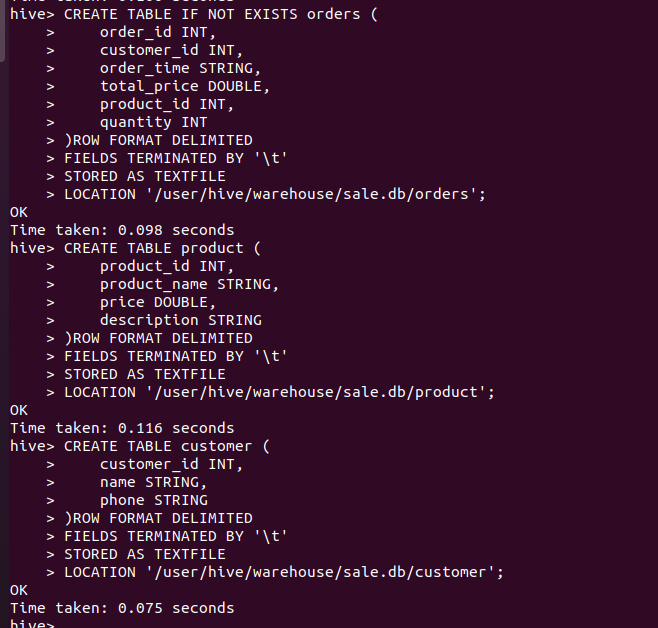 hive> CREATE TABLE IF NOT EXISTS orders (
    >     order_id INT,
    >     customer_id INT,
    >     order_time STRING,
    >     total_price DOUBLE,
    >     product_id INT,
    >     quantity INT
    > )ROW FORMAT DELIMITED
    > FIELDS TERMINATED BY '\t'
    > STORED AS TEXTFILE
    > LOCATION '/user/hive/warehouse/sale.db/orders';
OK
Time taken: 0.098 seconds
hive> CREATE TABLE product (
    >     product_id INT,
    >     product_name STRING,
    >     price DOUBLE,
    >     description STRING
    > )ROW FORMAT DELIMITED
    > FIELDS TERMINATED BY '\t'
    > STORED AS TEXTFILE
    > LOCATION '/user/hive/warehouse/sale.db/product';
OK
Time taken: 0.116 seconds
hive> CREATE TABLE customer (
    >     customer_id INT,
    >     name STRING,
    >     phone STRING
    > )ROW FORMAT DELIMITED
    > FIELDS TERMINATED BY '\t'
    > STORED AS TEXTFILE
    > LOCATION '/user/hive/warehouse/sale.db/customer';
OK
Time taken: 0.075 seconds
hive>